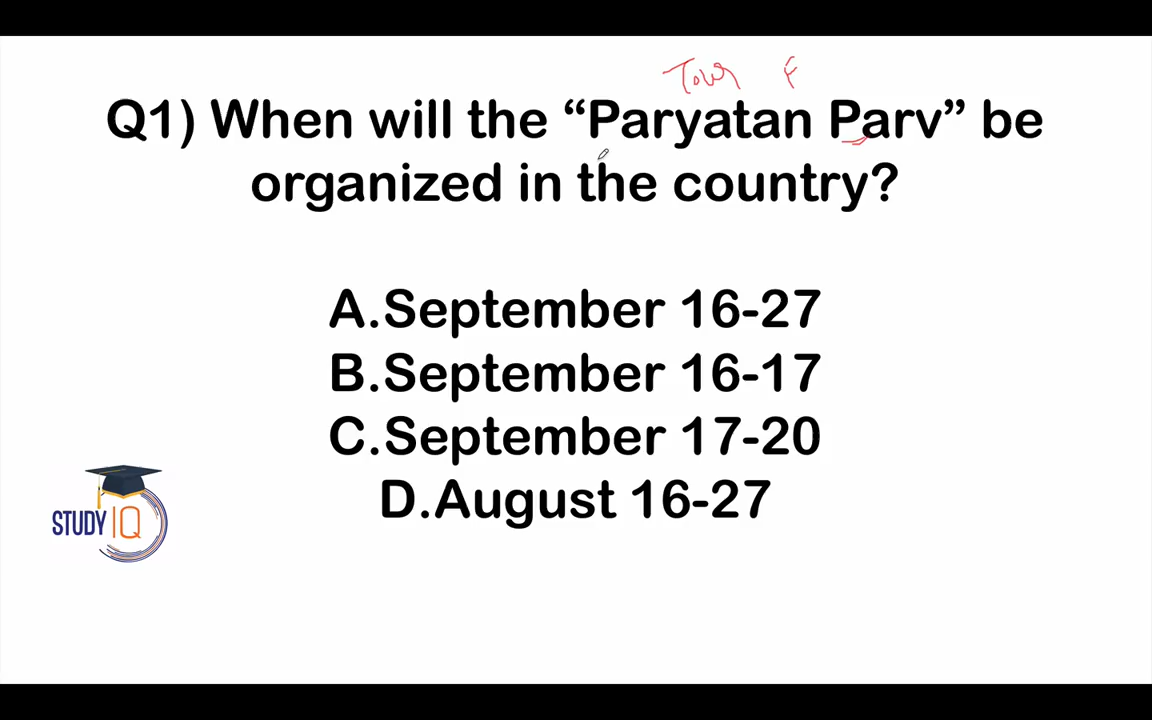 Tour F
Q1) When will the “Paryatan Parv” be
organized in the country?
A.September 16-27
B.September 16-17
C.September 17-20
D.August 16-27
STUDY IQ